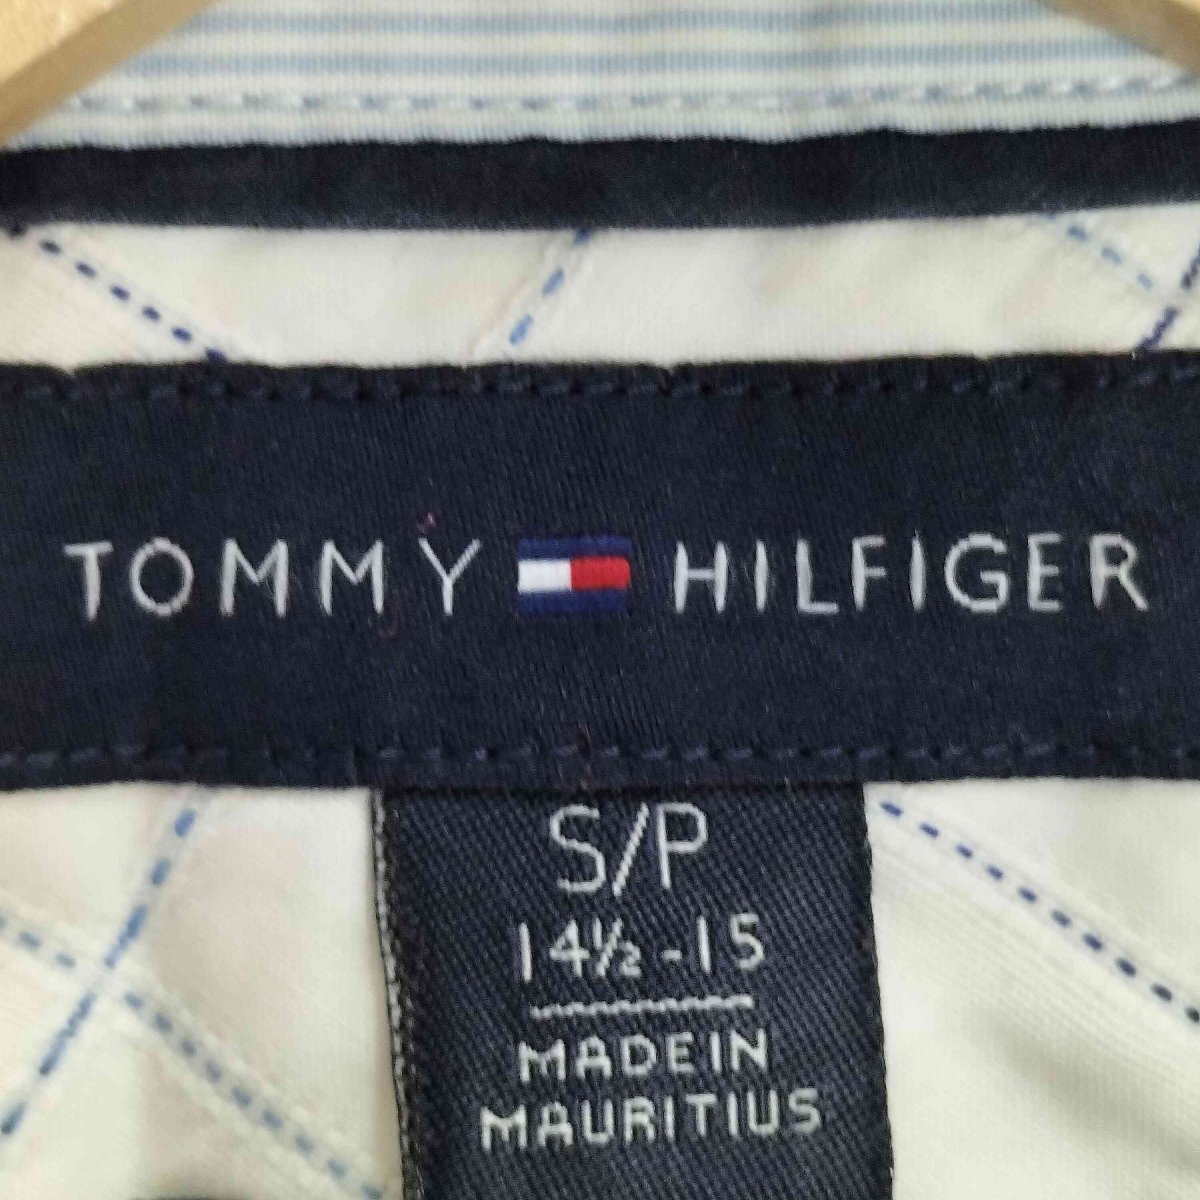 TOMMY HILFIGER
S/P
14½-15
MADE IN
MAURITIUS